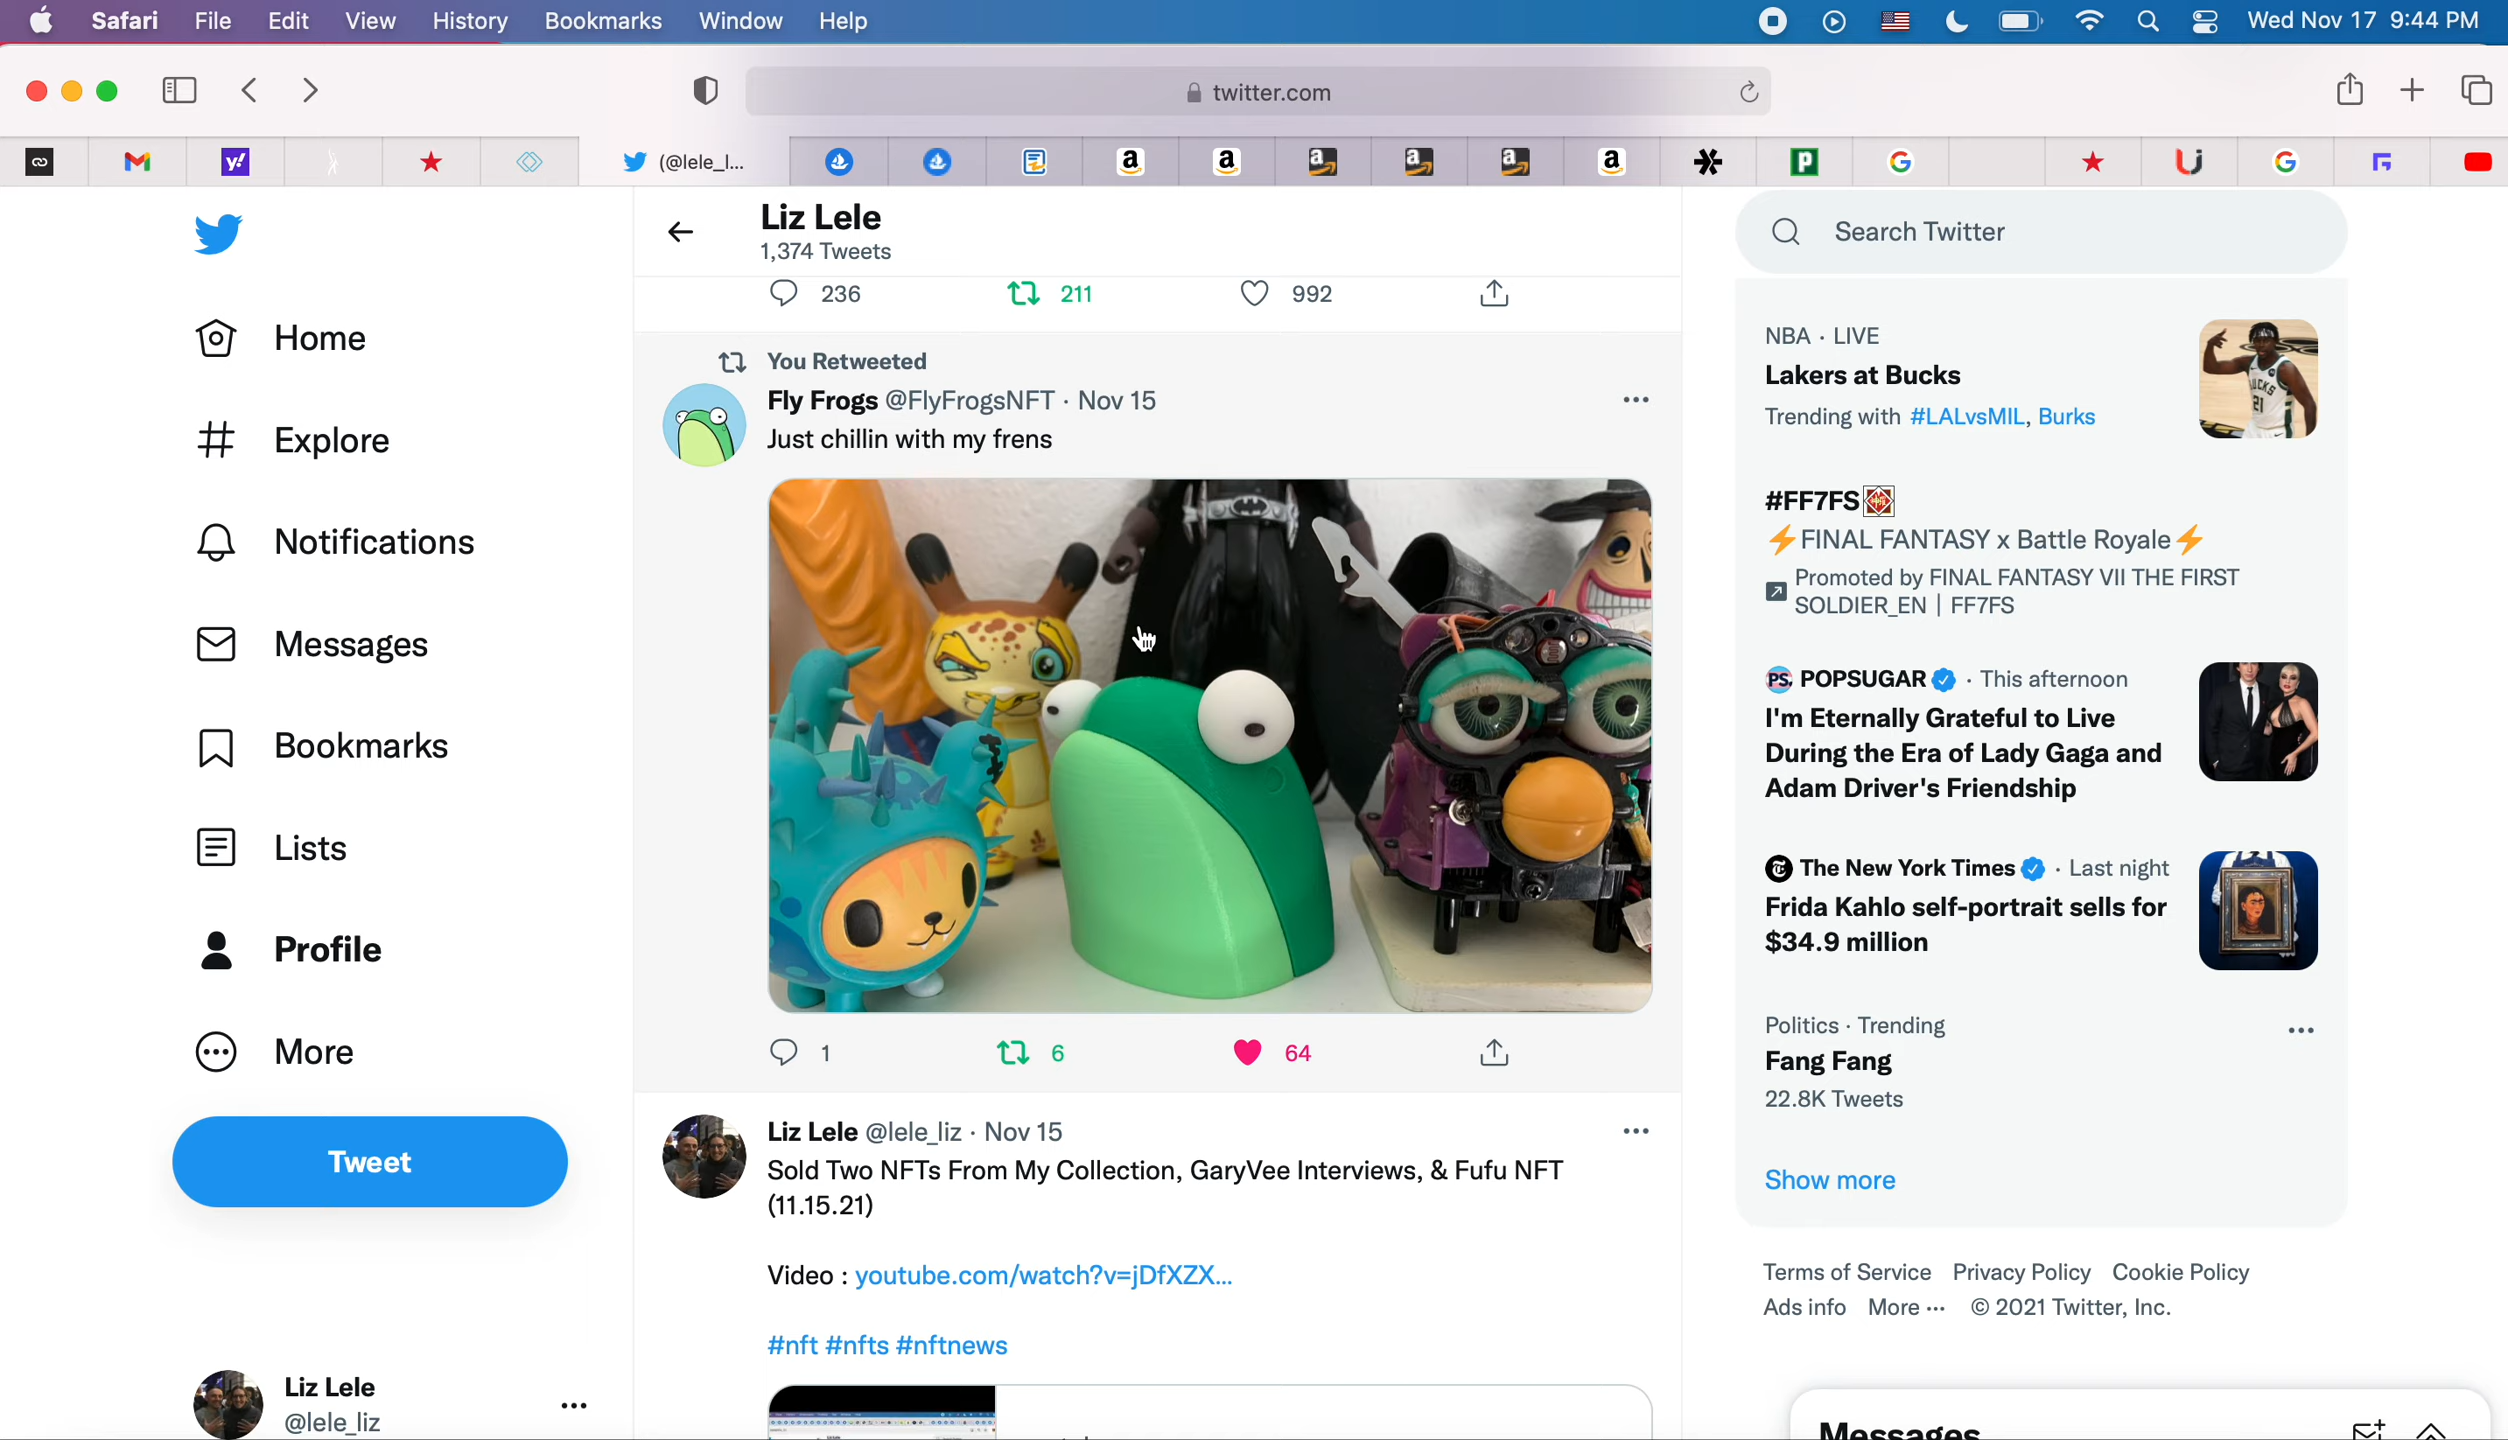 Safari File Edit View History Bookmarks Window Help Wed Nov 17 9:44 PM
twitter.com
(@lele_l...
Liz Lele
1,374 Tweets
Search Twitter
Home
Explore
Notifications
Messages
Bookmarks
Lists
Profile
More
Tweet
Liz Lele
@lele_liz
236 211 992
You Retweeted
Fly Frogs @FlyFrogsNFT · Nov 15
Just chillin with my frens
1 6 64
Liz Lele @lele_liz · Nov 15
Sold Two NFTs From My Collection, GaryVee Interviews, & Fufu NFT
(11.15.21)
Video : youtube.com/watch?v=jDfXZX...
#nft #nfts #nftnews
NBA · LIVE
Lakers at Bucks
Trending with #LALvsMIL, Burks
#FF7FS
⚡FINAL FANTASY x Battle Royale⚡
Promoted by FINAL FANTASY VII THE FIRST
SOLDIER_EN | FF7FS
PS. POPSUGAR · This afternoon
I'm Eternally Grateful to Live
During the Era of Lady Gaga and
Adam Driver's Friendship
The New York Times · Last night
Frida Kahlo self-portrait sells for
$34.9 million
Politics · Trending
Fang Fang
22.8K Tweets
Show more
Terms of Service Privacy Policy Cookie Policy
Ads info More ··· © 2021 Twitter, Inc.
Messages